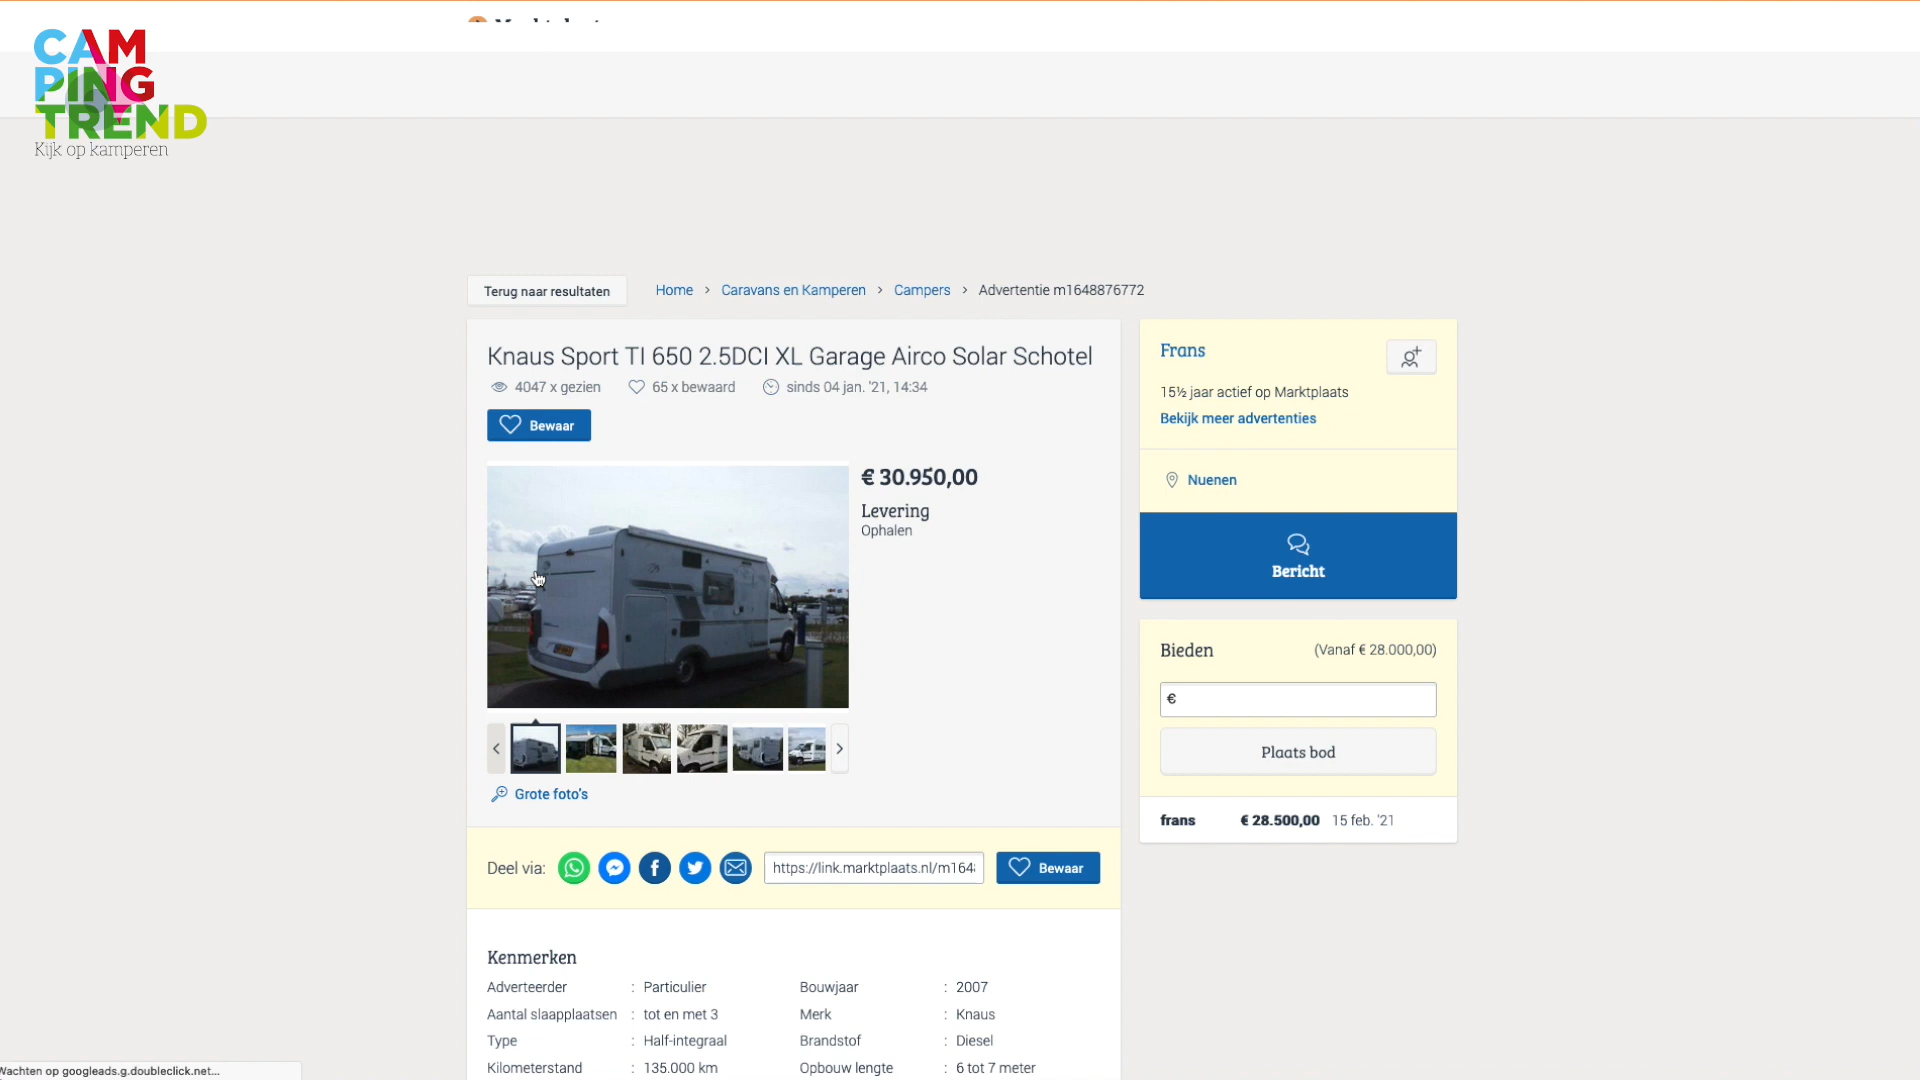 CAM
PING
TREND
Kijk op kamperen
Terug naar resultaten
Home > Caravans en Kamperen > Campers > Advertentie m1648876772
Knaus Sport TI 650 2.5DCI XL Garage Airco Solar Schotel
4047 x gezien 65 x bewaard sinds 04 jan. '21, 14:34
Bewaar
€ 30.950,00
Levering
Ophalen
Grote foto's
Deel via: https://link.marktplaats.nl/m164 Bewaar
Kenmerken
Adverteerder : Particulier Bouwjaar : 2007
Aantal slaapplaatsen : tot en met 3 Merk : Knaus
Type : Half-integraal Brandstof : Diesel
Kilometerstand : 135.000 km Opbouw lengte : 6 tot 7 meter
Frans
15½ jaar actief op Marktplaats
Bekijk meer advertenties
Nuenen
Bericht
Bieden (Vanaf € 28.000,00)
€
Plaats bod
frans € 28.500,00 15 feb. '21
Wachten op googleads.g.doubleclick.net...